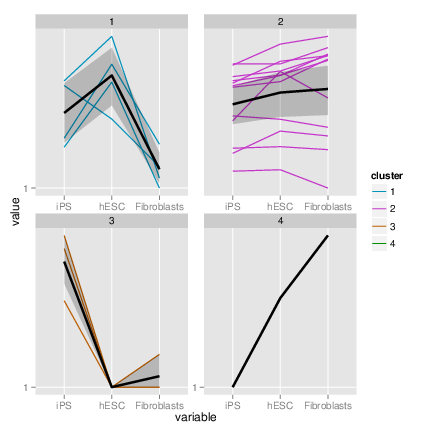 1 2
1 1
iPS hESC Fibroblasts iPS hESC Fibroblasts
value
3 4
1 1
iPS hESC Fibroblasts iPS hESC Fibroblasts
variable
cluster
1
2
3
4